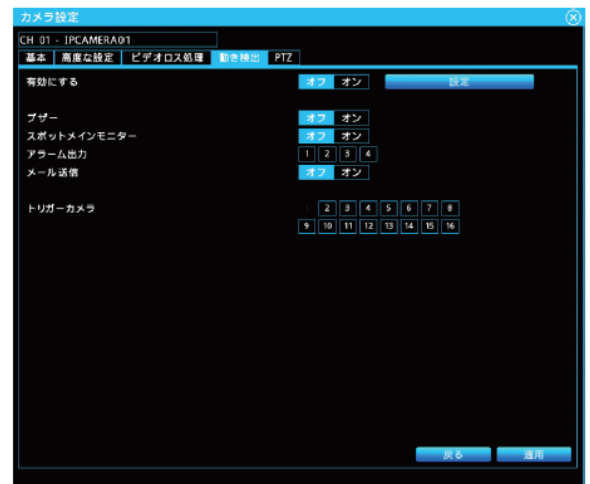 カメラ設定
CH 01 - IPCAMERA01
基本 高度な設定 ビデオロス処理 動き検出 PTZ
有効にする オフ オン 設定
ブザー オフ オン
スポットメインモニター オフ オン
アラーム出力 1 2 3 4
メール送信 オフ オン
トリガーカメラ 1 2 3 4 5 6 7 8
9 10 11 12 13 14 15 16
戻る 適用